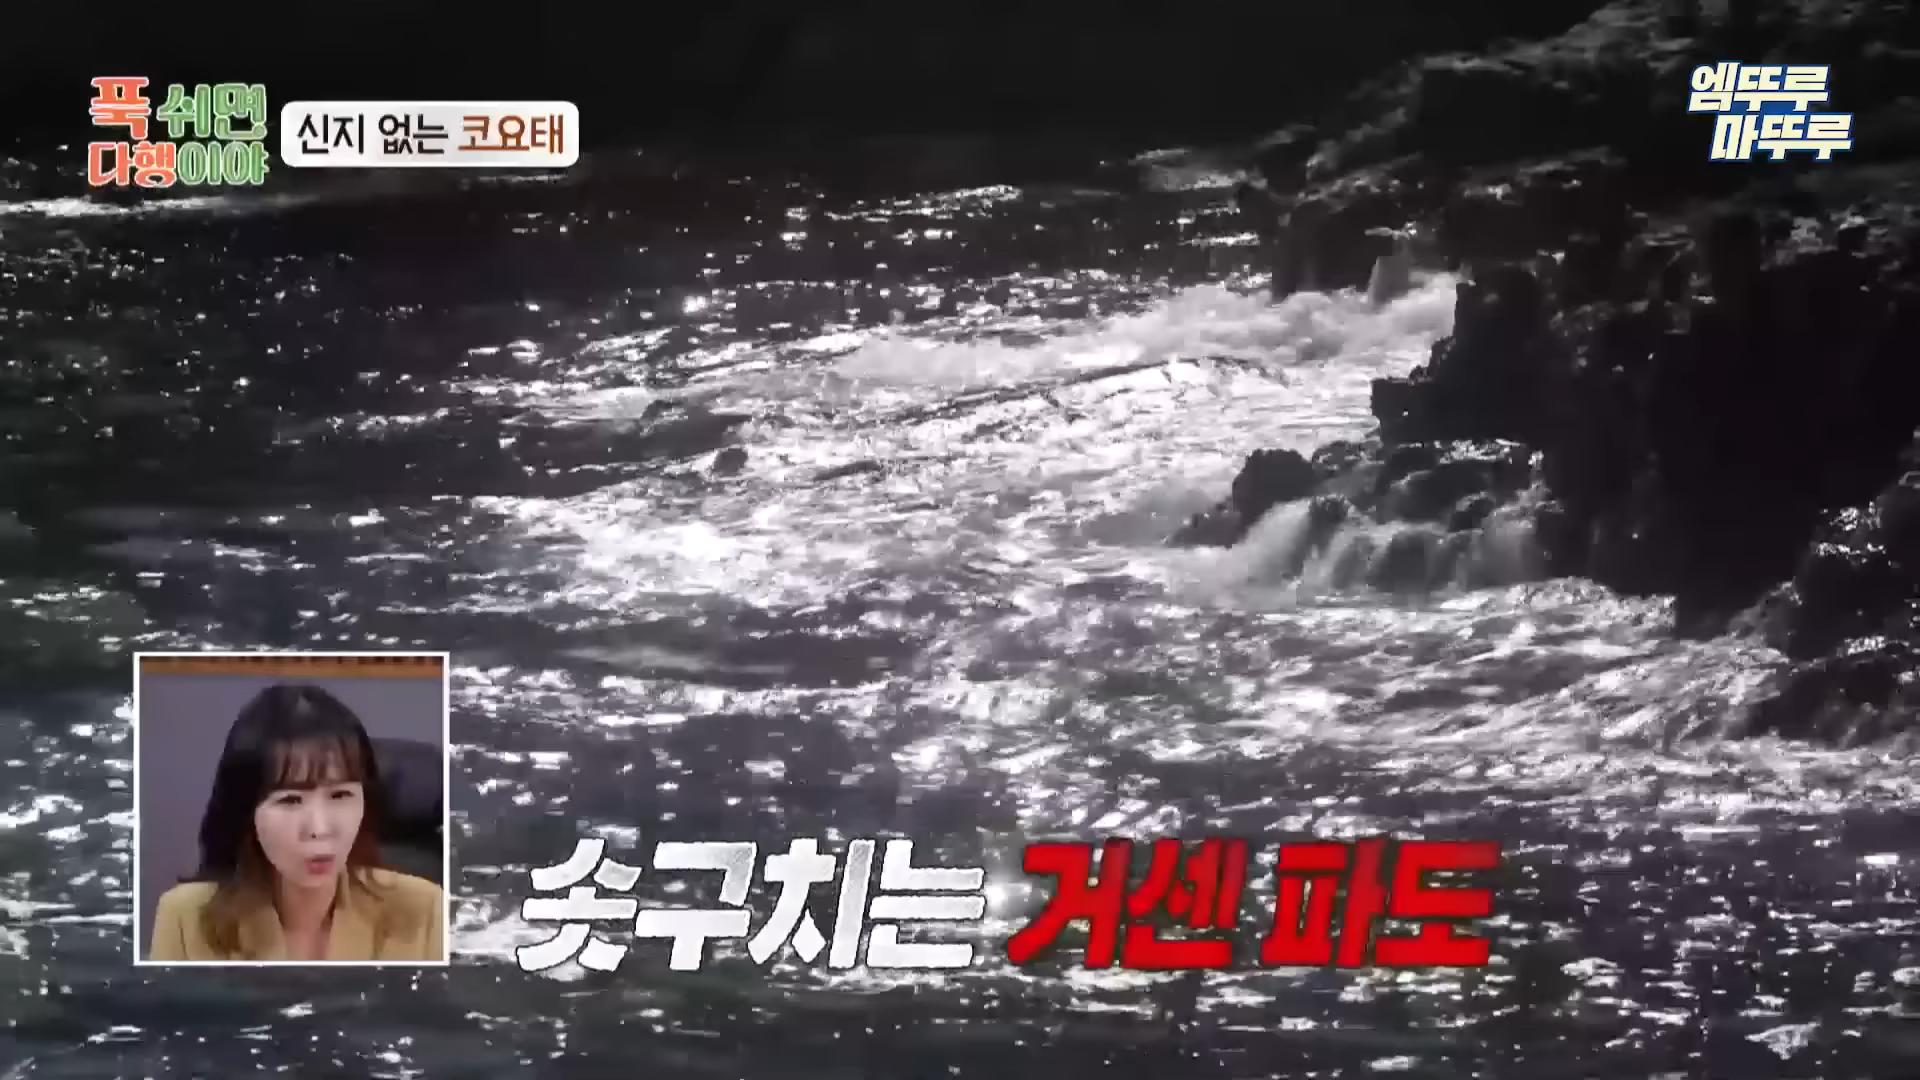 푹 쉬면
다행이야
신지 없는 코요태
엠뚜루
마뚜루
솟구치는 거센 파도